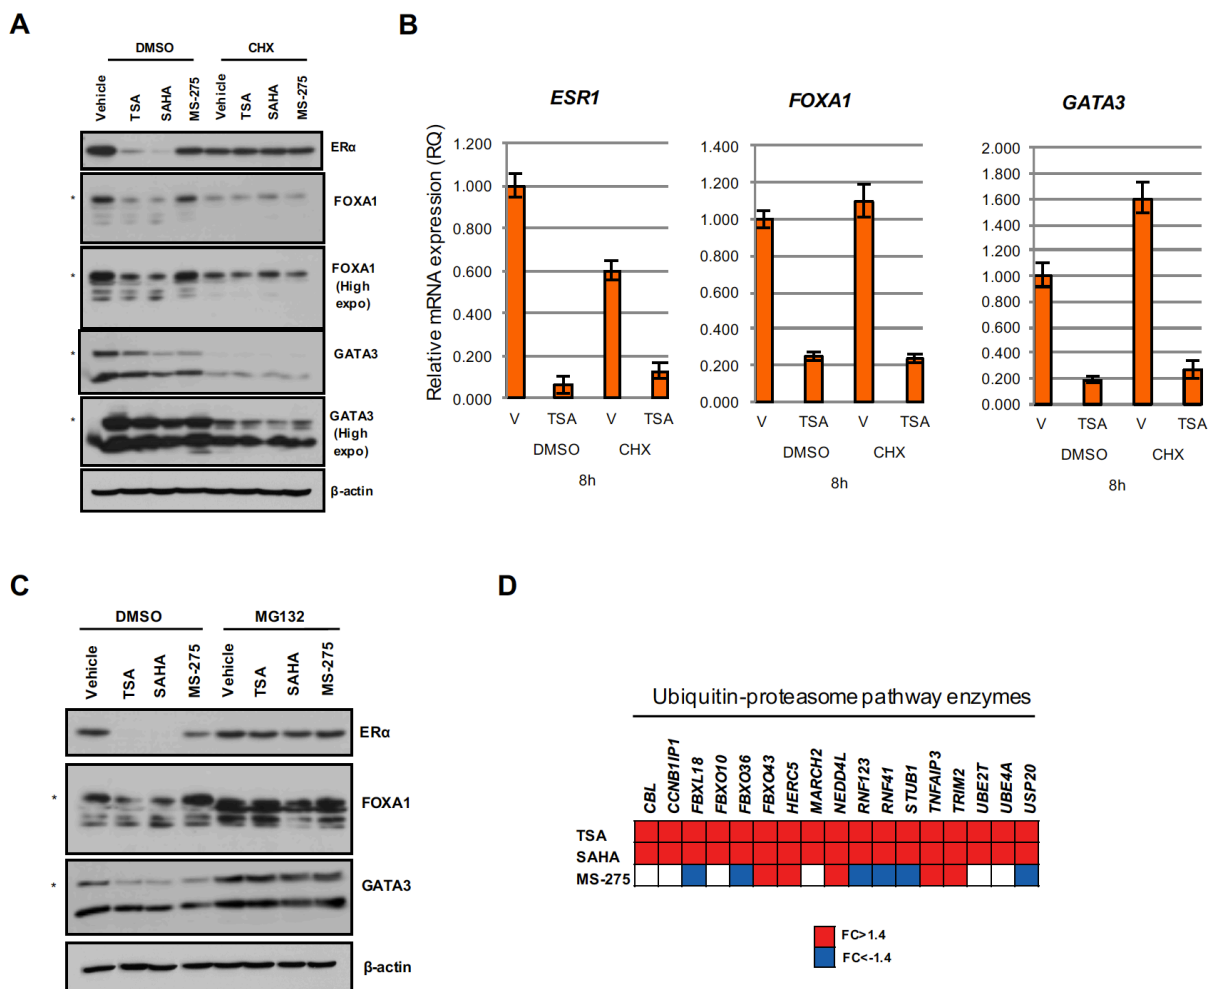 A
DMSO CHX
Vehicle TSA SAHA MS-275 Vehicle TSA SAHA MS-275
ERα
* FOXA1
* FOXA1
(High
expo)
* GATA3
* GATA3
(High
expo)
β-actin
B
ESR1 FOXA1 GATA3
Relative mRNA expression (RQ)
1.200
1.000
0.800
0.600
0.400
0.200
0.000
V TSA V TSA
DMSO CHX
8h
1.400
1.200
1.000
0.800
0.600
0.400
0.200
0.000
V TSA V TSA
DMSO CHX
8h
2.000
1.800
1.600
1.400
1.200
1.000
0.800
0.600
0.400
0.200
0.000
V TSA V TSA
DMSO CHX
8h
C
DMSO MG132
Vehicle TSA SAHA MS-275 Vehicle TSA SAHA MS-275
ERα
* FOXA1
* GATA3
β-actin
D
Ubiquitin-proteasome pathway enzymes
CBL CCNB1IP1 FBXL18 FBXO10 FBXO36 FBXO43 HERC5 MARCH2 NEDD4L RNF123 RNF41 STUB1 TNFAIP3 TRIM2 UBE2T UBE4A USP20
TSA
SAHA
MS-275
FC>1.4
FC<-1.4